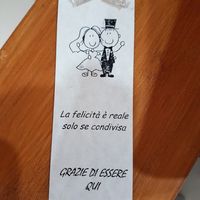 La felicità è reale
solo se condivisa
GRAZIE DI ESSERE
QUI